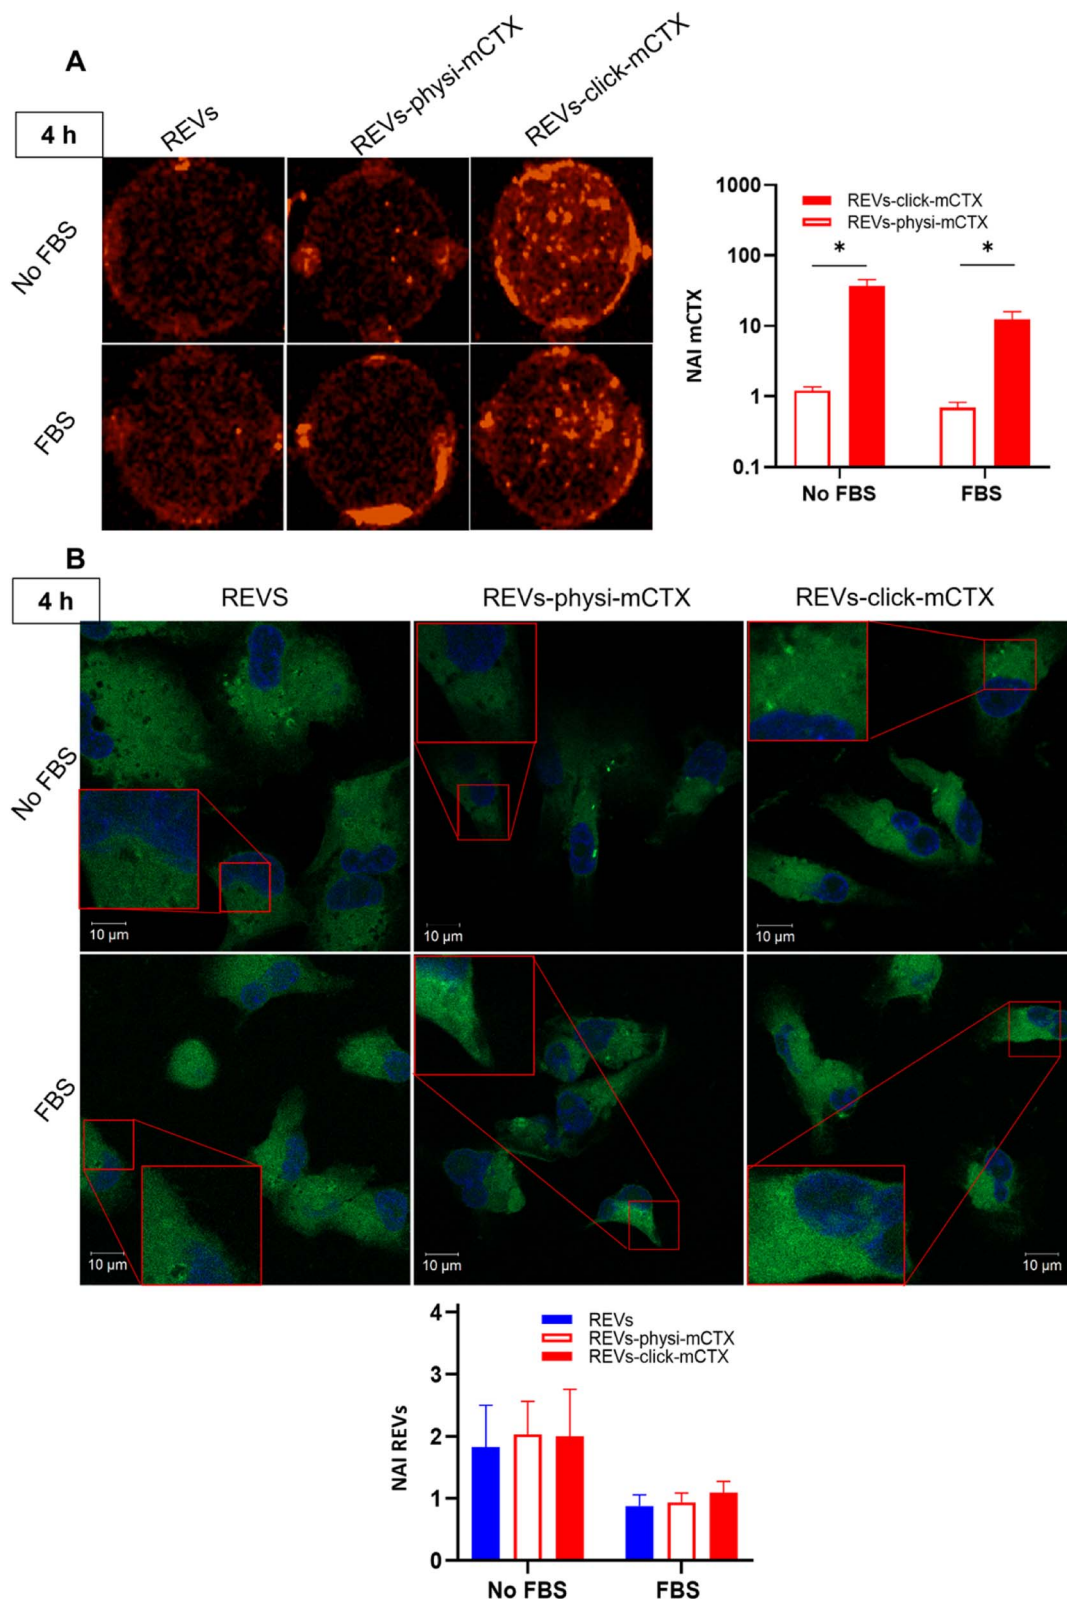 A
4 h
REVs
REVs-physi-mCTX
REVs-click-mCTX
No FBS
FBS
1000
100
10
1
0.1
NAI mCTX
REVs-click-mCTX
REVs-physi-mCTX
*
*
No FBS
FBS
B
4 h
REVS
REVs-physi-mCTX
REVs-click-mCTX
No FBS
10 µm
10 µm
10 µm
FBS
10 µm
10 µm
10 µm
4
3
2
1
0
NAI REVs
REVs
REVs-physi-mCTX
REVs-click-mCTX
No FBS
FBS